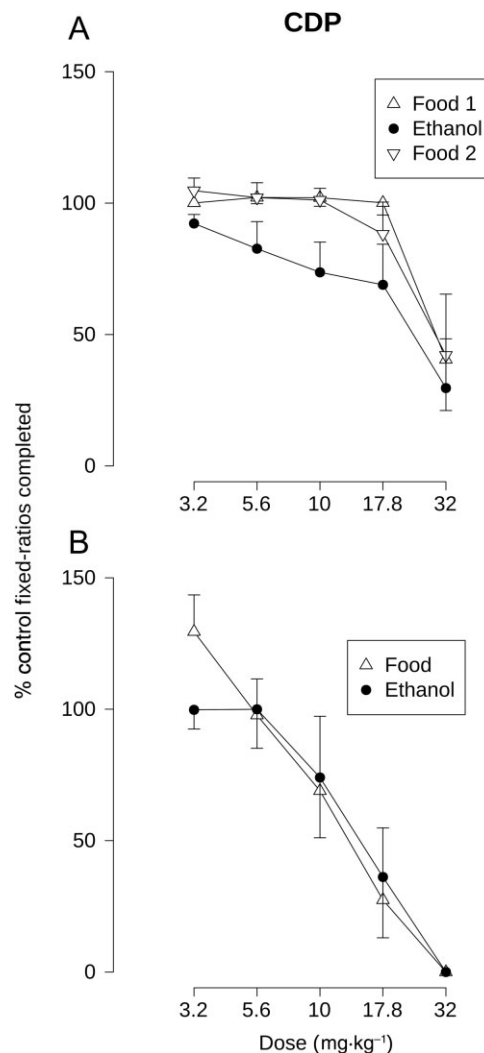 A
CDP
150
Food 1
Ethanol
Food 2
100
50
0
3.2 5.6 10 17.8 32
% control fixed-ratios completed
B
150
Food
Ethanol
100
50
0
3.2 5.6 10 17.8 32
Dose (mg·kg⁻¹)